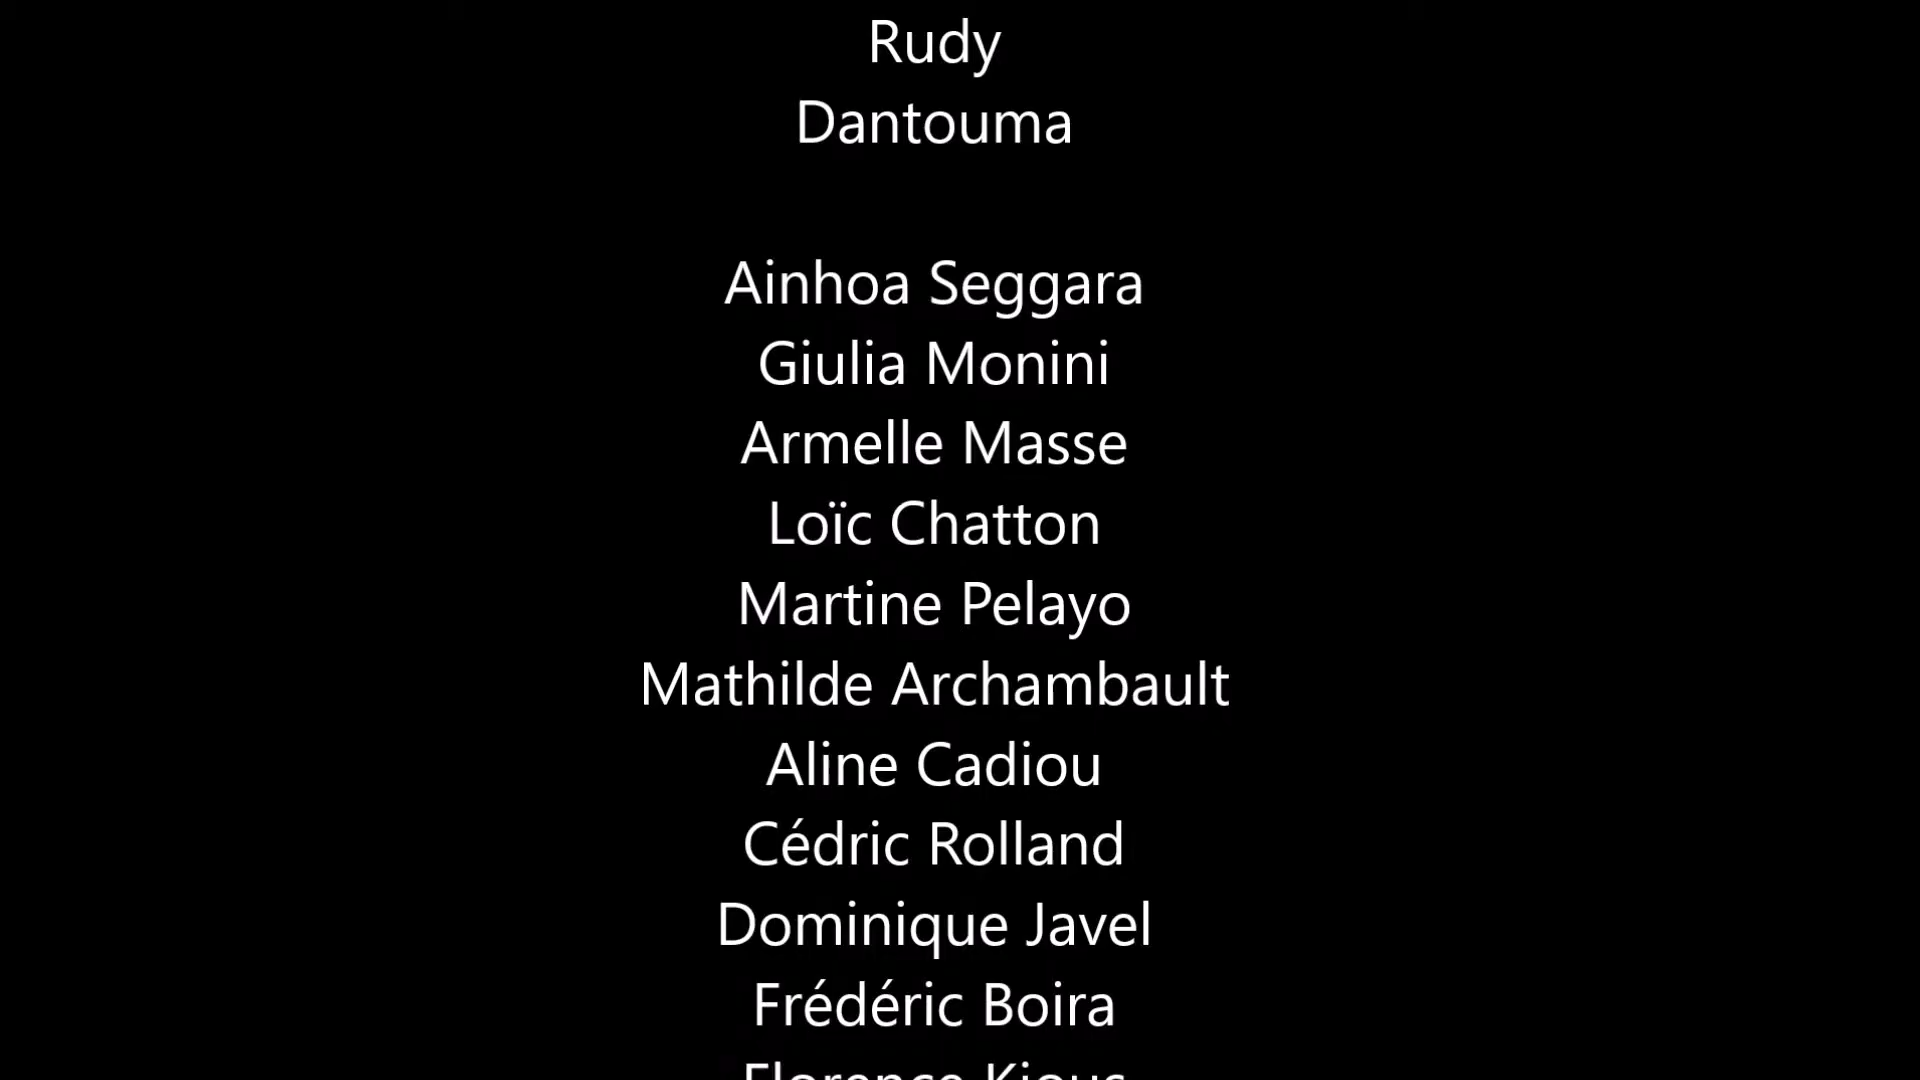 Rudy
Dantouma
Ainhoa Seggara
Giulia Monini
Armelle Masse
Loïc Chatton
Martine Pelayo
Mathilde Archambault
Aline Cadiou
Cédric Rolland
Dominique Javel
Frédéric Boira
Florence